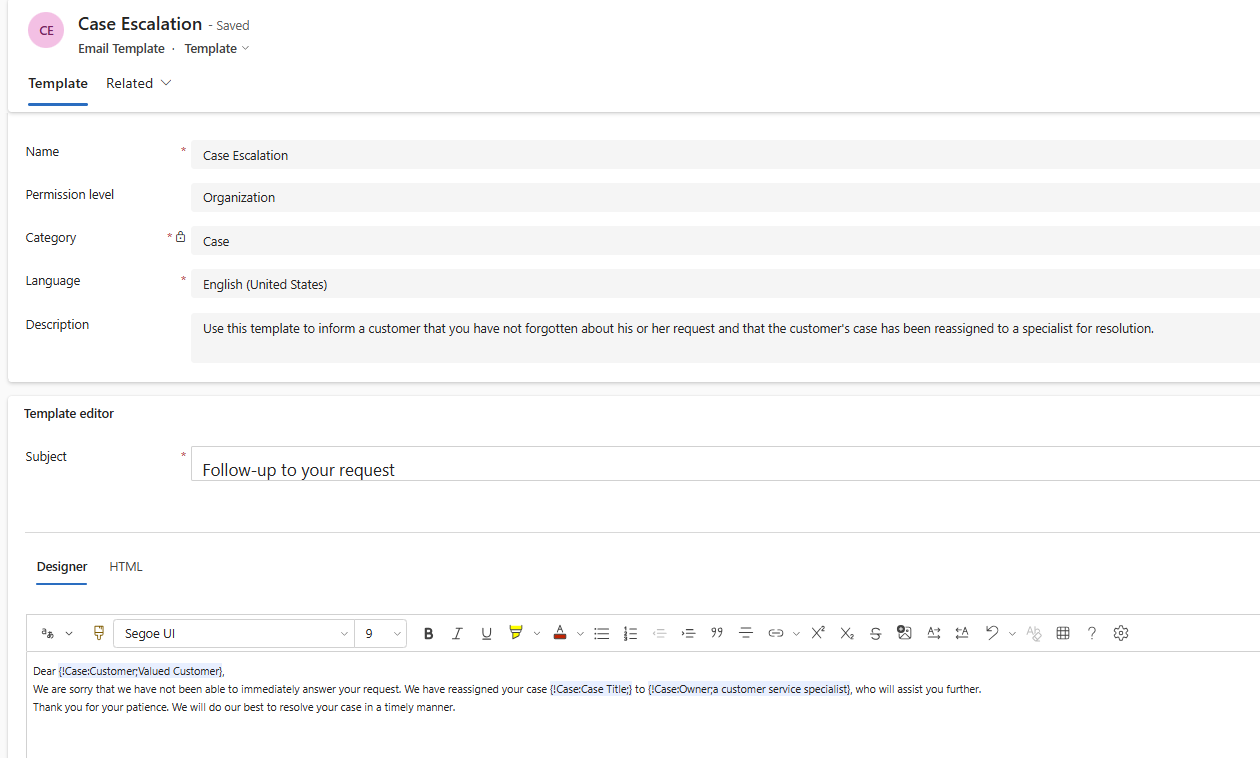 CE
Case Escalation - Saved
Email Template · Template
Template Related
Name * Case Escalation
Permission level Organization
Category * Case
Language * English (United States)
Description Use this template to inform a customer that you have not forgotten about his or her request and that the customer's case has been reassigned to a specialist for resolution.
Template editor
Subject * Follow-up to your request
Designer HTML
Segoe UI 9 B I U A X² X₂ S ?
Dear {!Case:Customer;Valued Customer},
We are sorry that we have not been able to immediately answer your request. We have reassigned your case {!Case:Case Title;} to {!Case:Owner;a customer service specialist}, who will assist you further.
Thank you for your patience. We will do our best to resolve your case in a timely manner.